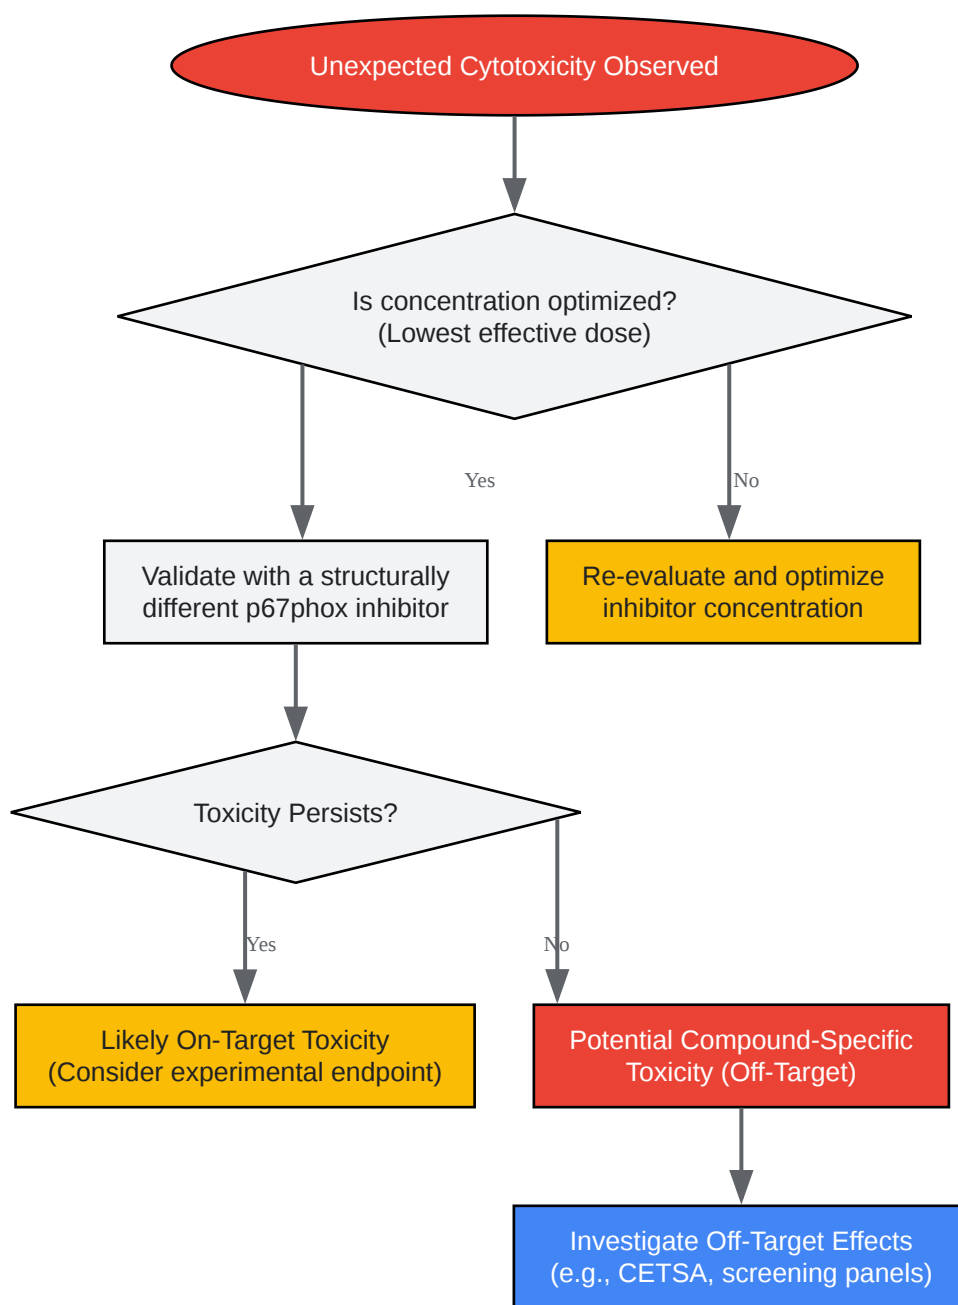 Unexpected Cytotoxicity Observed
Is concentration optimized?
(Lowest effective dose)
Yes
No
Validate with a structurally
different p67phox inhibitor
Re-evaluate and optimize
inhibitor concentration
Toxicity Persists?
Yes
No
Likely On-Target Toxicity
(Consider experimental endpoint)
Potential Compound-Specific
Toxicity (Off-Target)
Investigate Off-Target Effects
(e.g., CETSA, screening panels)